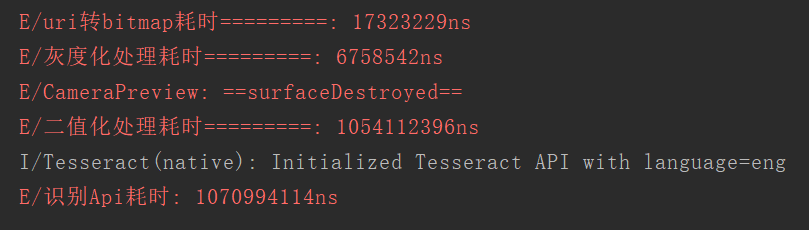 E/uri转bitmap耗时=========: 17323229ns
E/灰度化处理耗时=========: 6758542ns
E/CameraPreview: ==surfaceDestroyed==
E/二值化处理耗时=========: 1054112396ns
I/Tesseract(native): Initialized Tesseract API with language=eng
E/识别Api耗时: 1070994114ns